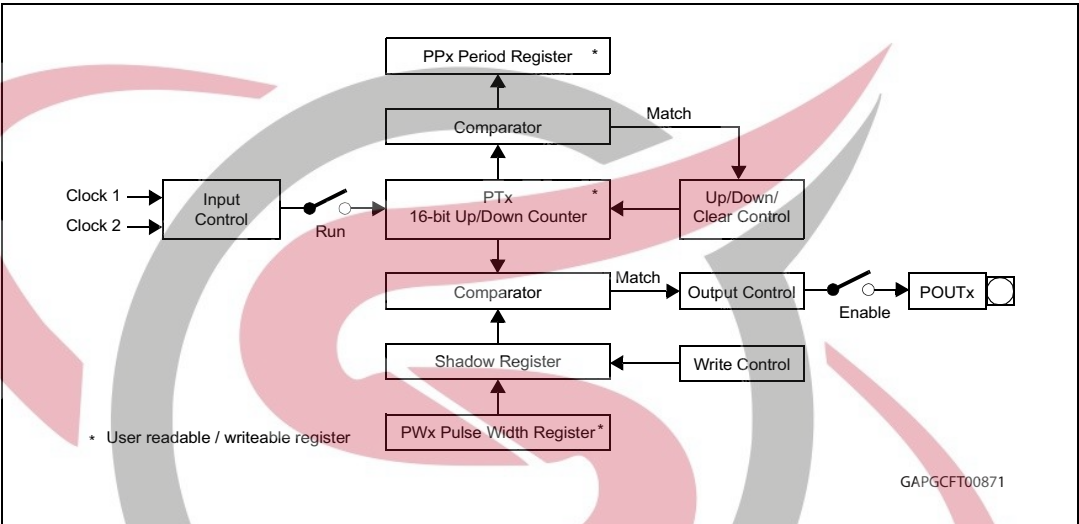 PPx Period Register *
Comparator
Match
Clock 1
Clock 2
Input
Control
Run
PTx *
16-bit Up/Down Counter
Up/Down/
Clear Control
Comparator
Match
Output Control
Enable
POUTx
Shadow Register
Write Control
PWx Pulse Width Register *
* User readable / writeable register
GAPGCFT00871